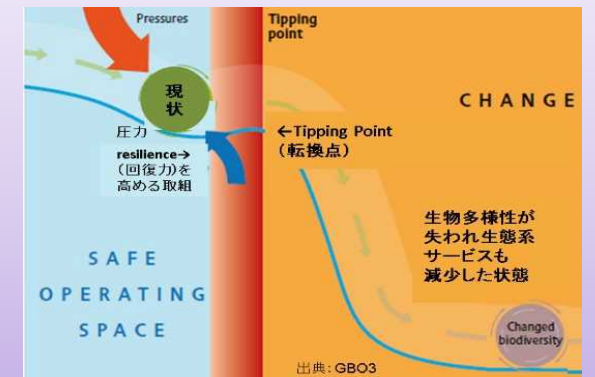 Pressures
Tipping
point
現
状
圧力
resilience→
（回復力）を
高める取組
←Tipping Point
（転換点）
CHANGE
生物多様性が
失われ生態系
サービスも
減少した状態
SAFE
OPERATING
SPACE
Changed
biodiversity
出典：GBO3